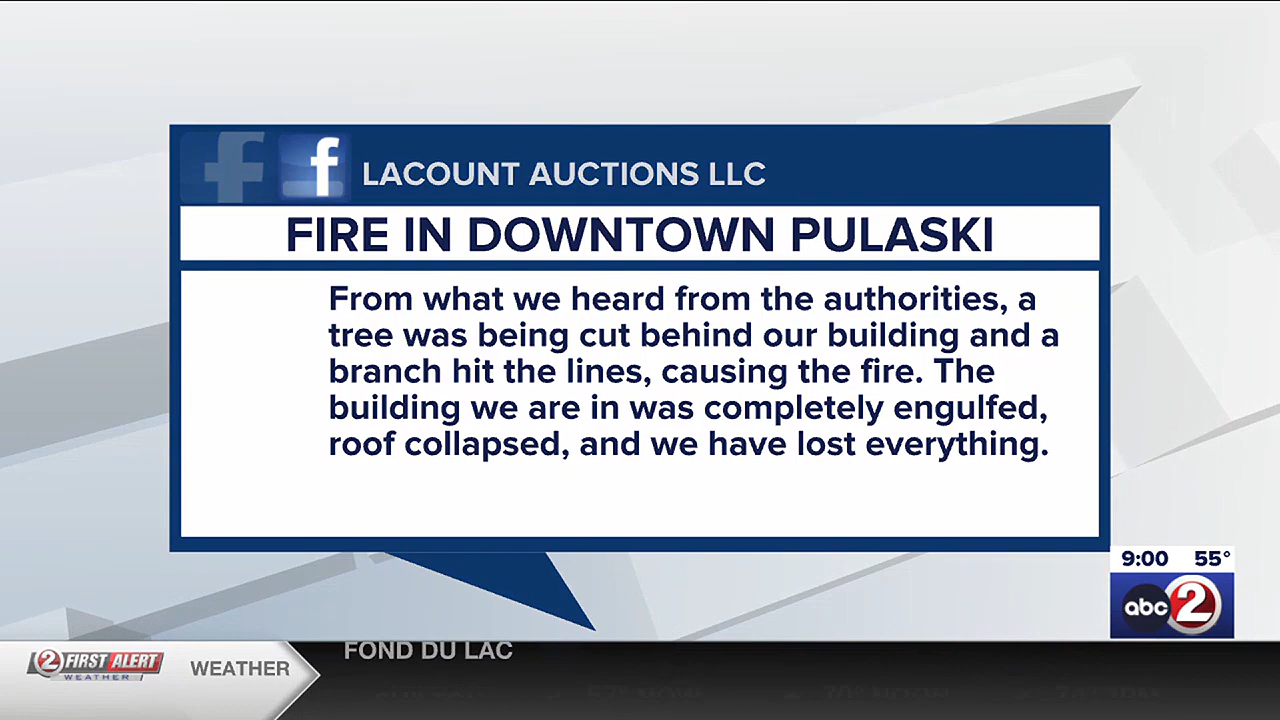 f f LACOUNT AUCTIONS LLC
FIRE IN DOWNTOWN PULASKI
From what we heard from the authorities, a
tree was being cut behind our building and a
branch hit the lines, causing the fire. The
building we are in was completely engulfed,
roof collapsed, and we have lost everything.
9:00 55°
abc 2
2 FIRST ALERT
WEATHER
WEATHER
FOND DU LAC